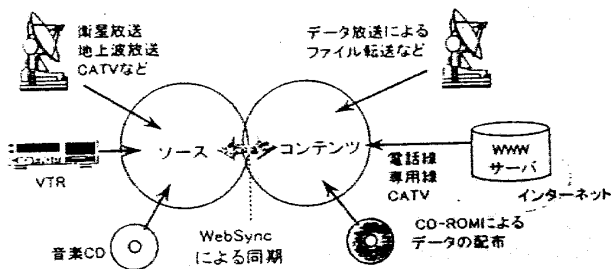 衛星放送
地上波放送
CATVなど
データ放送による
ファイル転送など
ソース
コンテンツ
VTR
電話線
専用線
CATV
WWW
サーバ
インターネット
音楽CD
WebSync
による同期
CD-ROMによる
データの配布